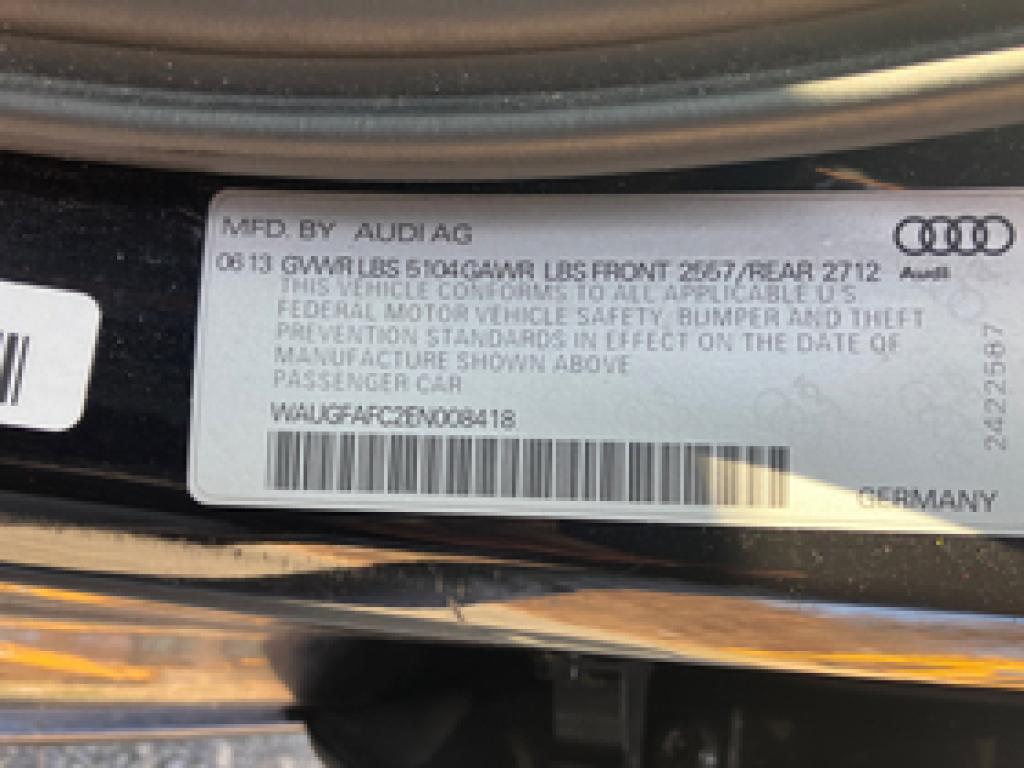 MFD. BY AUDI AG
06 13 GVWR LBS 5104 GAWR LBS FRONT 2557/REAR 2712
Audi
THIS VEHICLE CONFORMS TO ALL APPLICABLE U.S.
FEDERAL MOTOR VEHICLE SAFETY, BUMPER AND THEFT
PREVENTION STANDARDS IN EFFECT ON THE DATE OF
MANUFACTURE SHOWN ABOVE
PASSENGER CAR
WAUGFAFC2EN008418
GERMANY
2422587